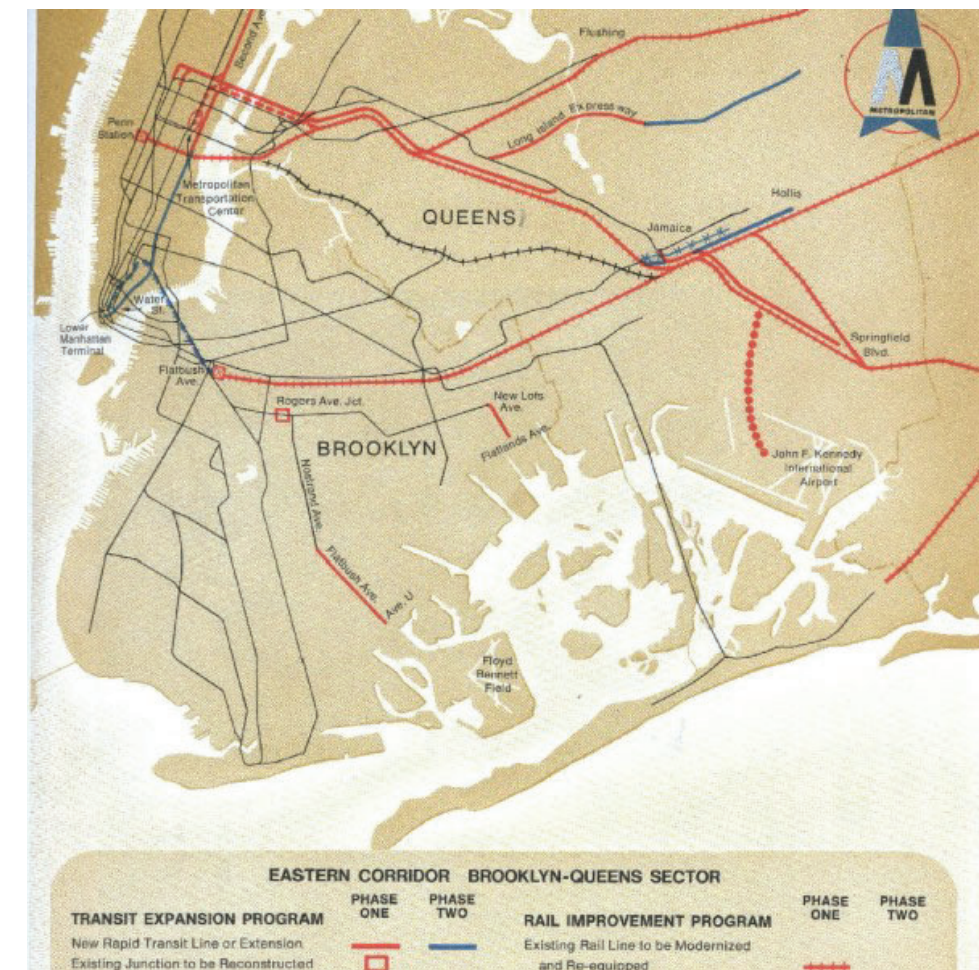 Second Ave.
Flushing
Penn
Station
Long Island Expressway
METROPOLITAN
Metropolitan
Transportation
Center
QUEENS
Hollis
Jamaica
Water
St.
Lower
Manhattan
Terminal
Springfield
Blvd.
Flatbush
Ave.
Rogers Ave. Jct.
New Lots
Ave.
BROOKLYN
Flatlands Ave.
John F. Kennedy
International
Airport
Nostrand Ave.
Flatbush Ave.
Ave. U
Floyd
Bennett
Field
EASTERN CORRIDOR BROOKLYN-QUEENS SECTOR
TRANSIT EXPANSION PROGRAM
PHASE
ONE
PHASE
TWO
New Rapid Transit Line or Extension
Existing Junction to be Reconstructed
RAIL IMPROVEMENT PROGRAM
PHASE
ONE
PHASE
TWO
Existing Rail Line to be Modernized
and Re-equipped